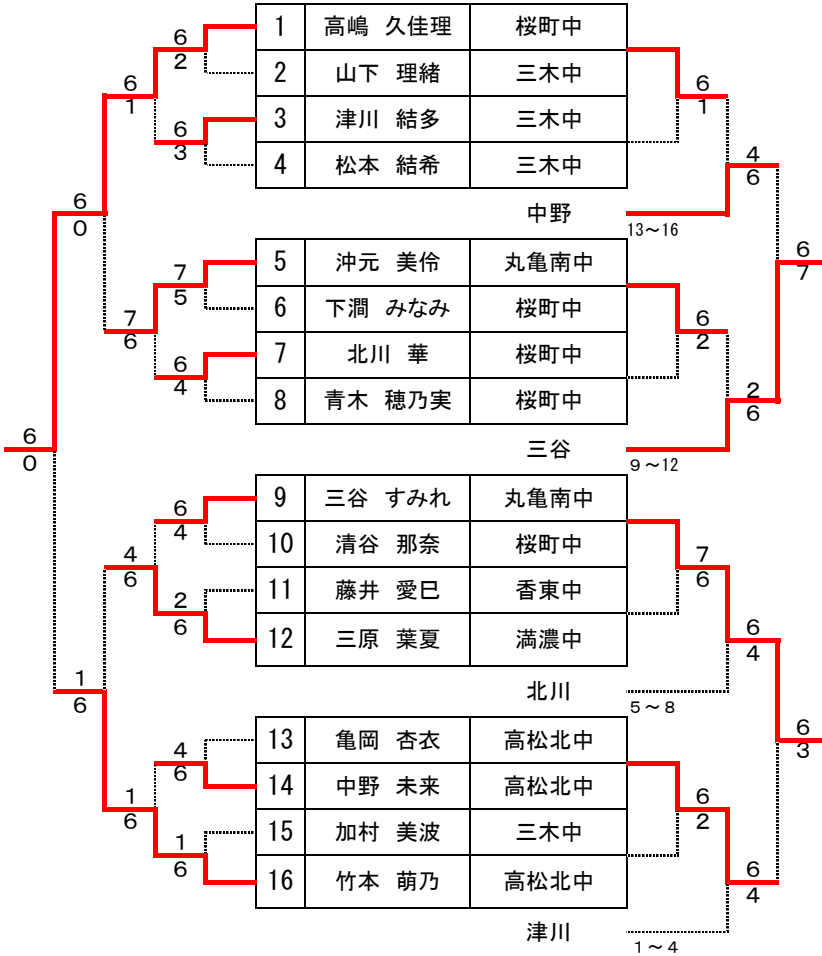 6
2
1 高嶋 久佳理 桜町中
2 山下 理緒 三木中
6
1
6
1
6
3
3 津川 結多 三木中
4 松本 結希 三木中
4
6
6
0
中野
13~16
6
7
7
5
5 沖元 美伶 丸亀南中
6 下澗 みなみ 桜町中
7
6
6
2
6
4
7 北川 華 桜町中
8 青木 穂乃実 桜町中
2
6
6
0
三谷
9~12
6
4
9 三谷 すみれ 丸亀南中
10 清谷 那奈 桜町中
4
6
7
6
2
6
11 藤井 愛巳 香東中
12 三原 葉夏 満濃中
6
4
1
6
北川
5~8
6
3
4
6
13 亀岡 杏衣 高松北中
14 中野 未来 高松北中
1
6
6
2
1
6
15 加村 美波 三木中
16 竹本 萌乃 高松北中
6
4
津川
1~4